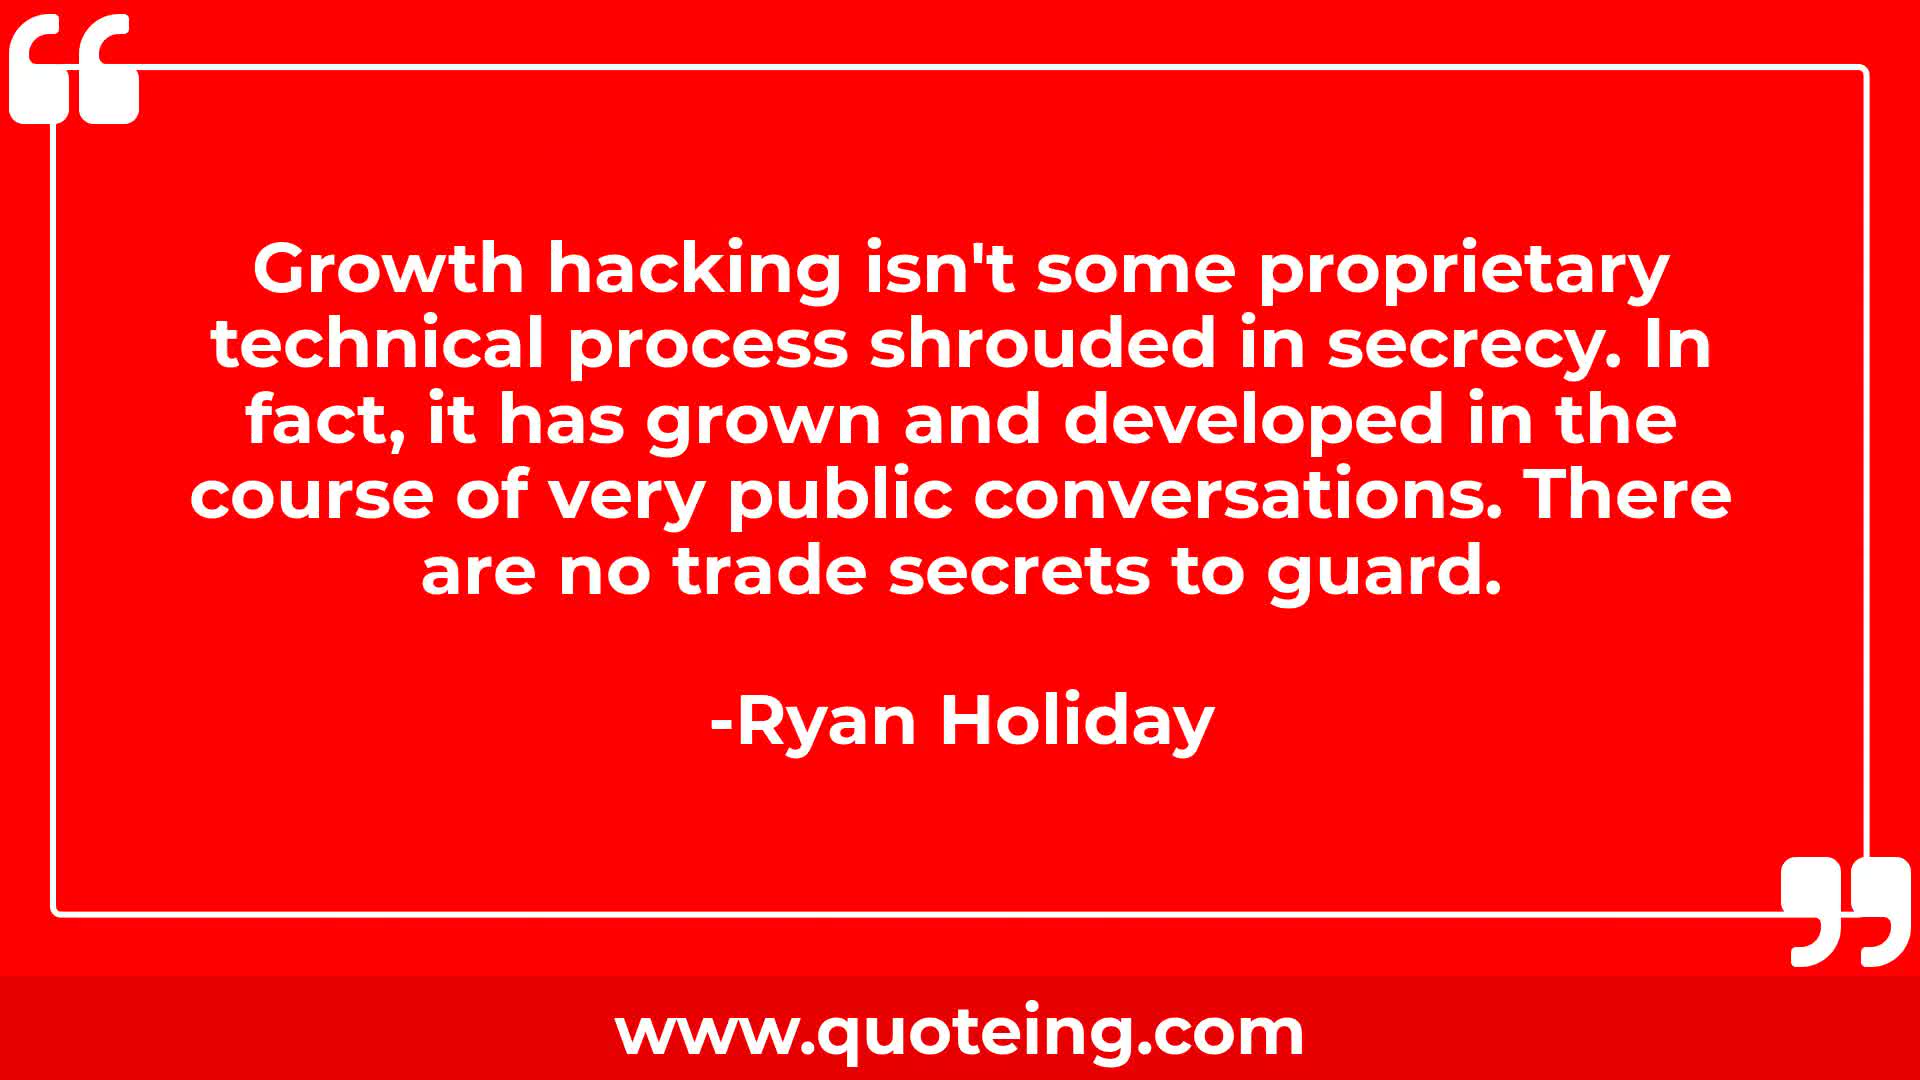 Growth hacking isn't some proprietary
technical process shrouded in secrecy. In
fact, it has grown and developed in the
course of very public conversations. There
are no trade secrets to guard.
-Ryan Holiday
www.quoteing.com